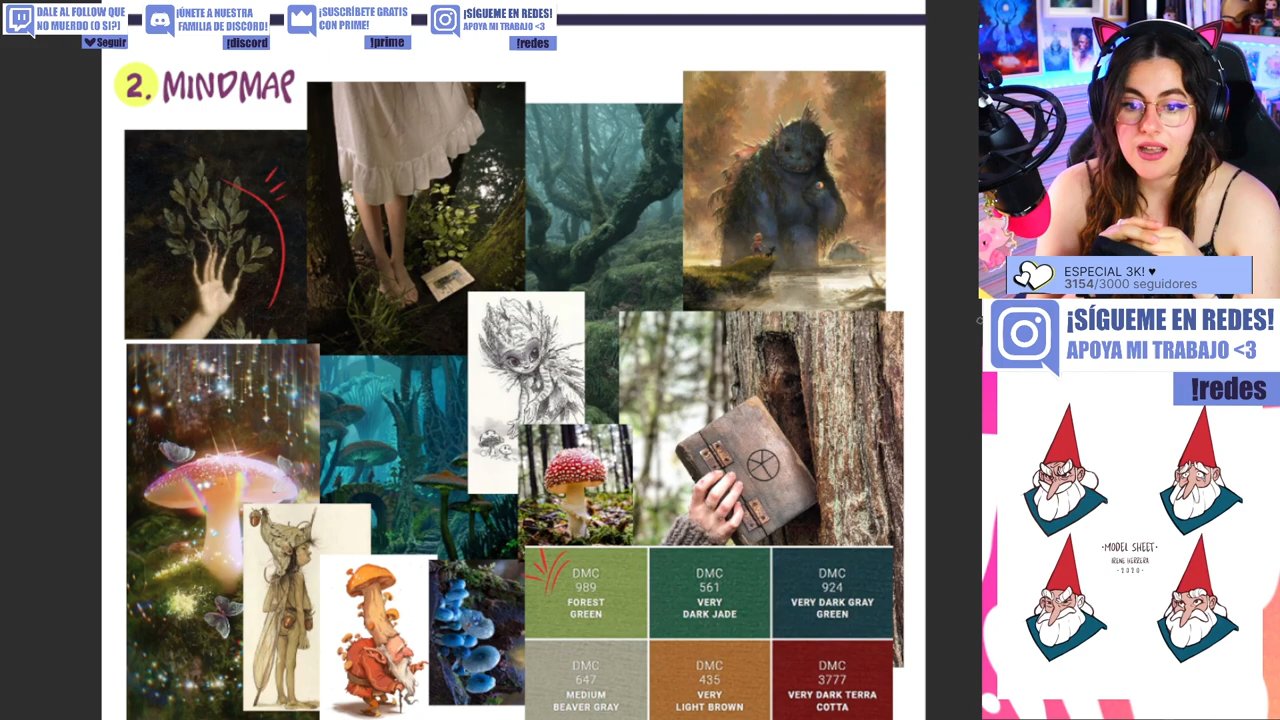 DALE AL FOLLOW QUE
NO MUERDO (O SI?)
Seguir
¡ÚNETE A NUESTRA
FAMILIA DE DISCORD!
!discord
¡SUSCRÍBETE GRATIS
CON PRIME!
!prime
¡SÍGUEME EN REDES!
APOYA MI TRABAJO <3
!redes
2. MINDMAP
ESPECIAL 3K! ♥
3154/3000 seguidores
¡SÍGUEME EN REDES!
APOYA MI TRABAJO <3
!redes
·MODEL SHEET·
IRENE HERRERA
·2020·
DMC
989
FOREST
GREEN
DMC
561
VERY
DARK JADE
DMC
924
VERY DARK GRAY
GREEN
DMC
647
MEDIUM
BEAVER GRAY
DMC
435
VERY
LIGHT BROWN
DMC
3777
VERY DARK TERRA
COTTA